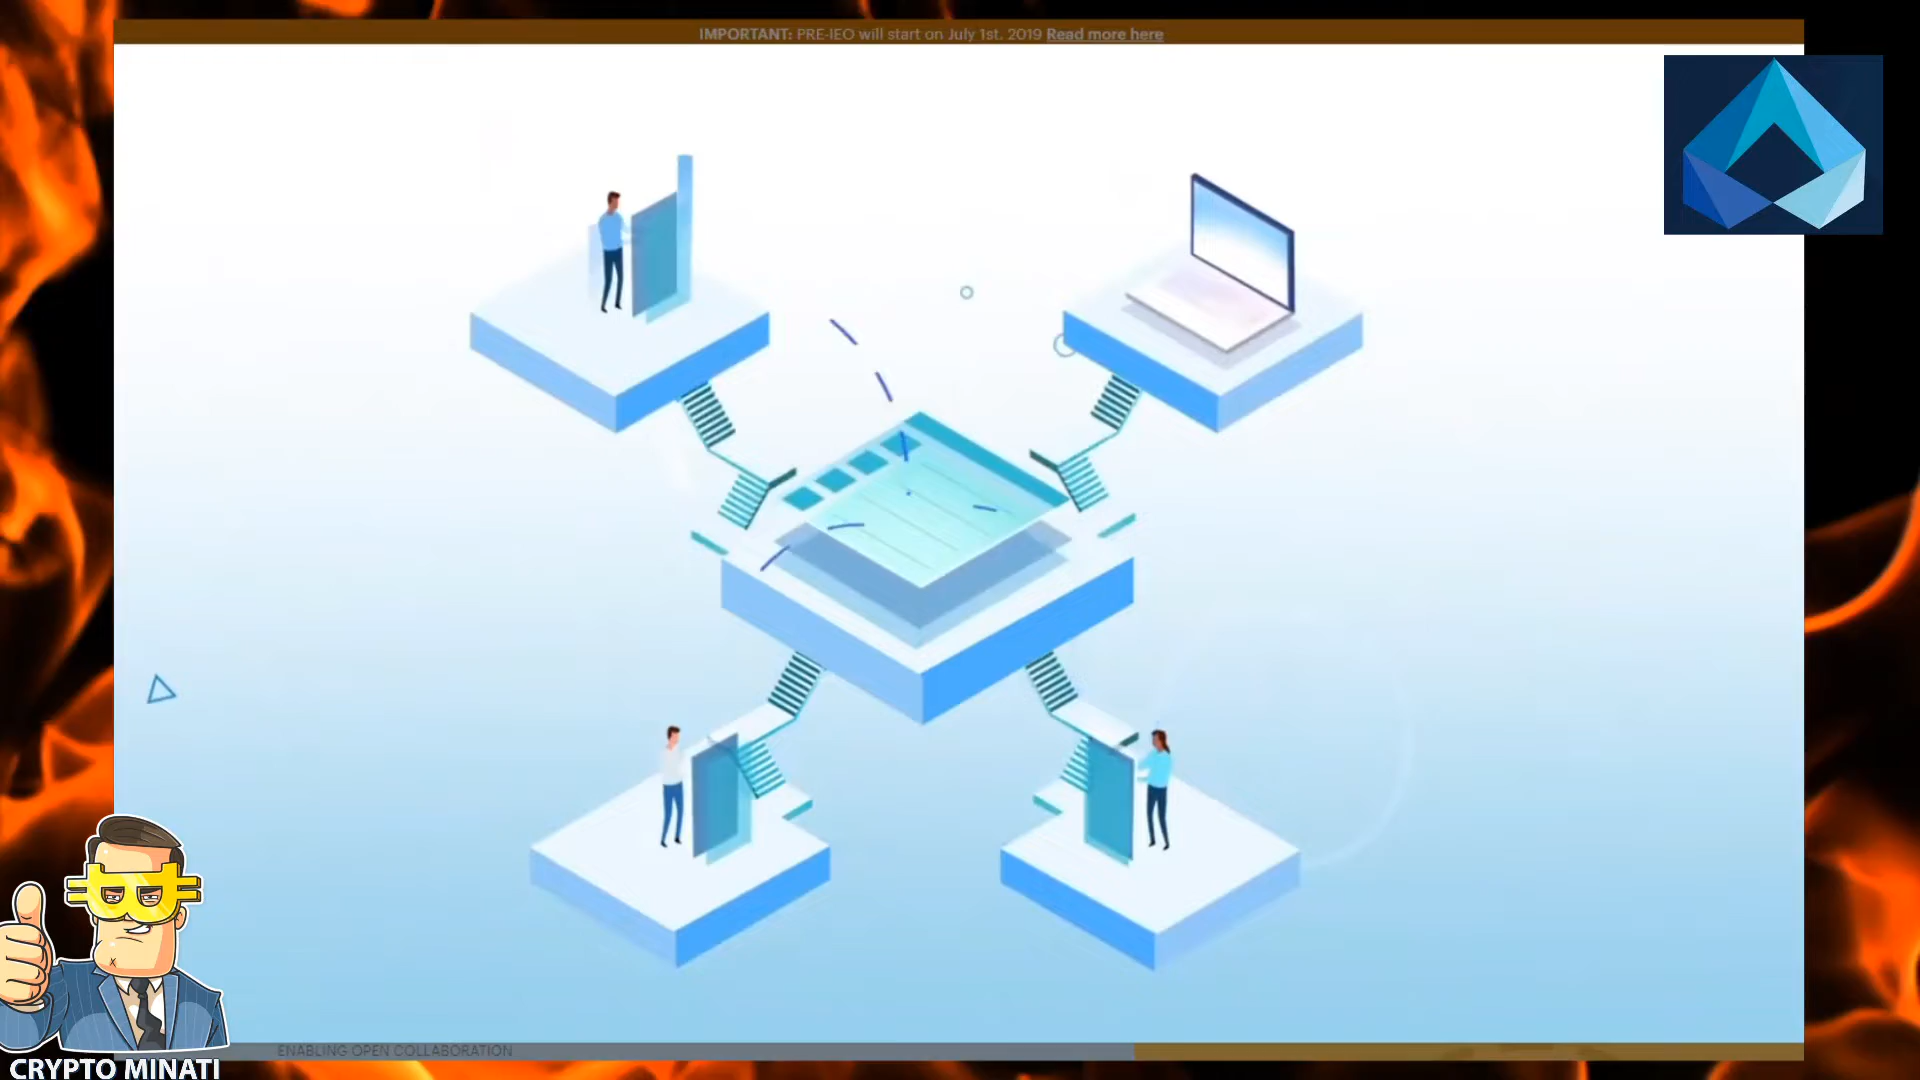 IMPORTANT: PRE-IEO will start on July 1st. 2019 Read more here
ENABLING OPEN COLLABORATION
CRYPTO MINATI